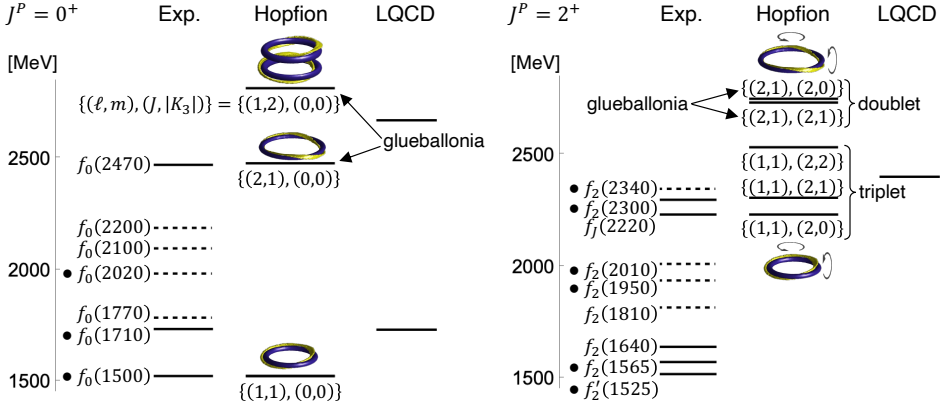 J^P = 0^+ Exp. Hopfion LQCD
[MeV]
{(ℓ, m), (J, |K_3|)} = {(1,2), (0,0)}
glueballonia
2500
f_0(2470)
{(2,1), (0,0)}
f_0(2200)
f_0(2100)
2000
• f_0(2020)
f_0(1770)
• f_0(1710)
1500
• f_0(1500)
{(1,1), (0,0)}
J^P = 2^+ Exp. Hopfion LQCD
[MeV]
{(2,1), (2,0)}
glueballonia
doublet
{(2,1), (2,1)}
2500
{(1,1), (2,2)}
• f_2(2340)
{(1,1), (2,1)}
triplet
• f_2(2300)
f_J(2220)
{(1,1), (2,0)}
2000
• f_2(2010)
• f_2(1950)
f_2(1810)
f_2(1640)
• f_2(1565)
1500
• f_2′(1525)